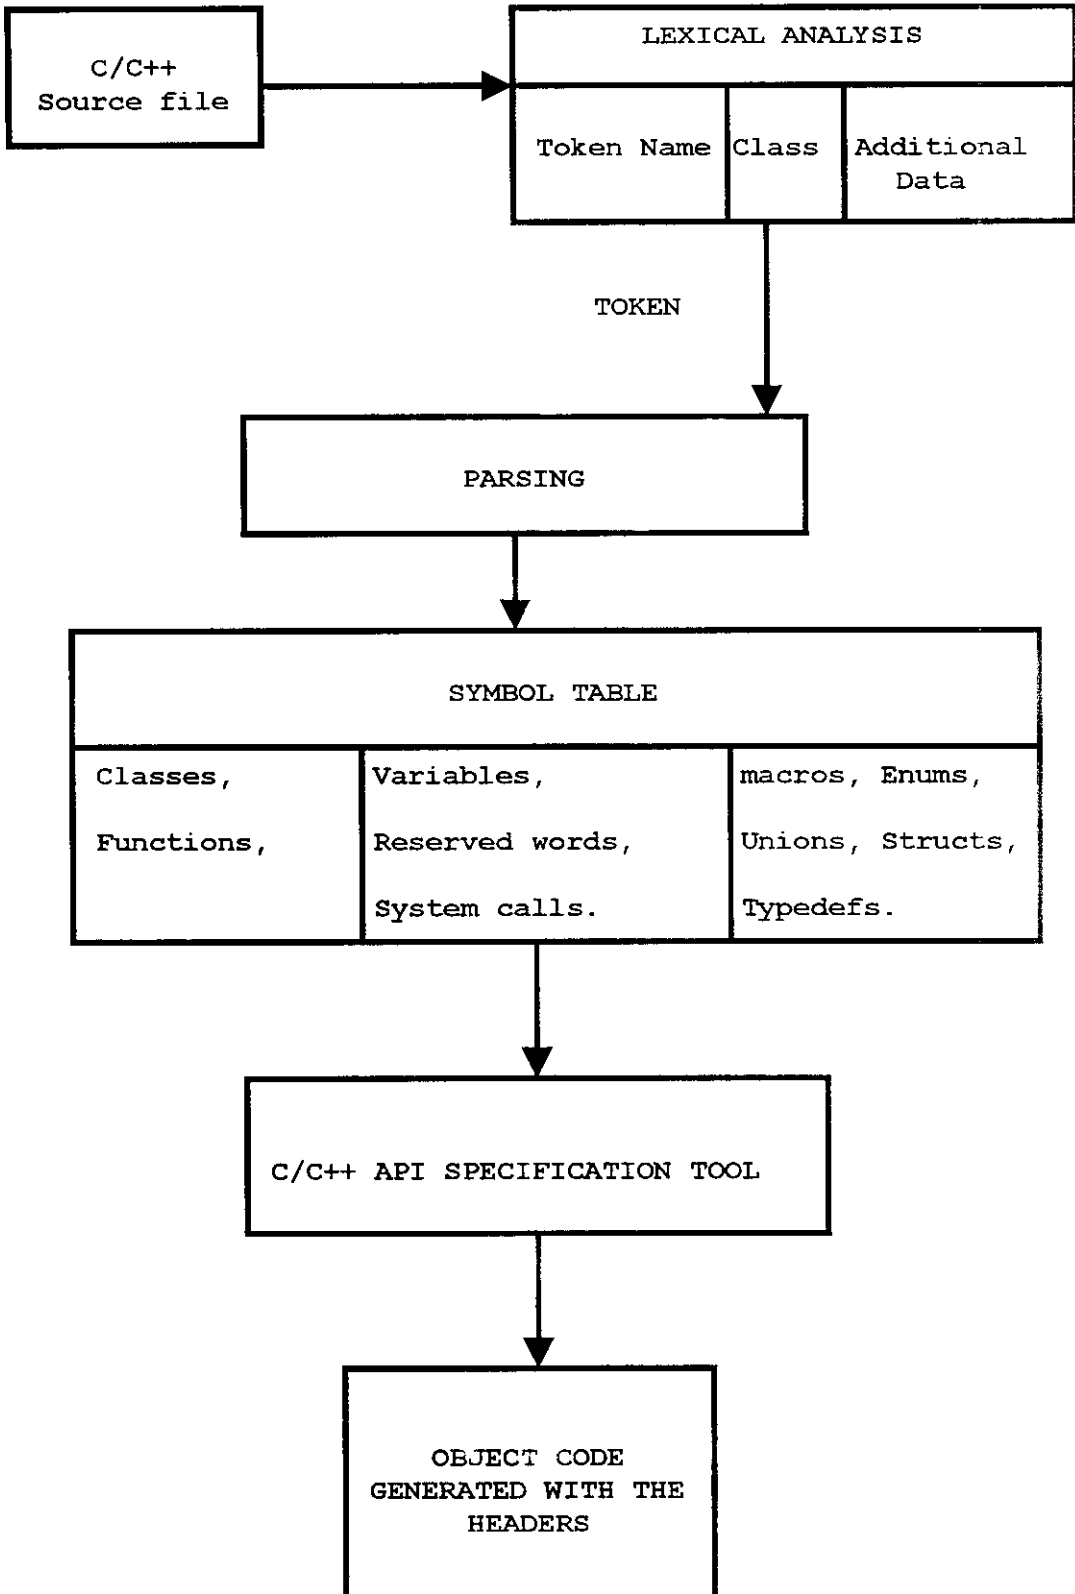 C/C++
Source file
LEXICAL ANALYSIS
Token Name
Class
Additional
Data
TOKEN
PARSING
SYMBOL TABLE
Classes,
Functions,
Variables,
Reserved words,
System calls.
macros, Enums,
Unions, Structs,
Typedefs.
C/C++ API SPECIFICATION TOOL
OBJECT CODE
GENERATED WITH THE
HEADERS